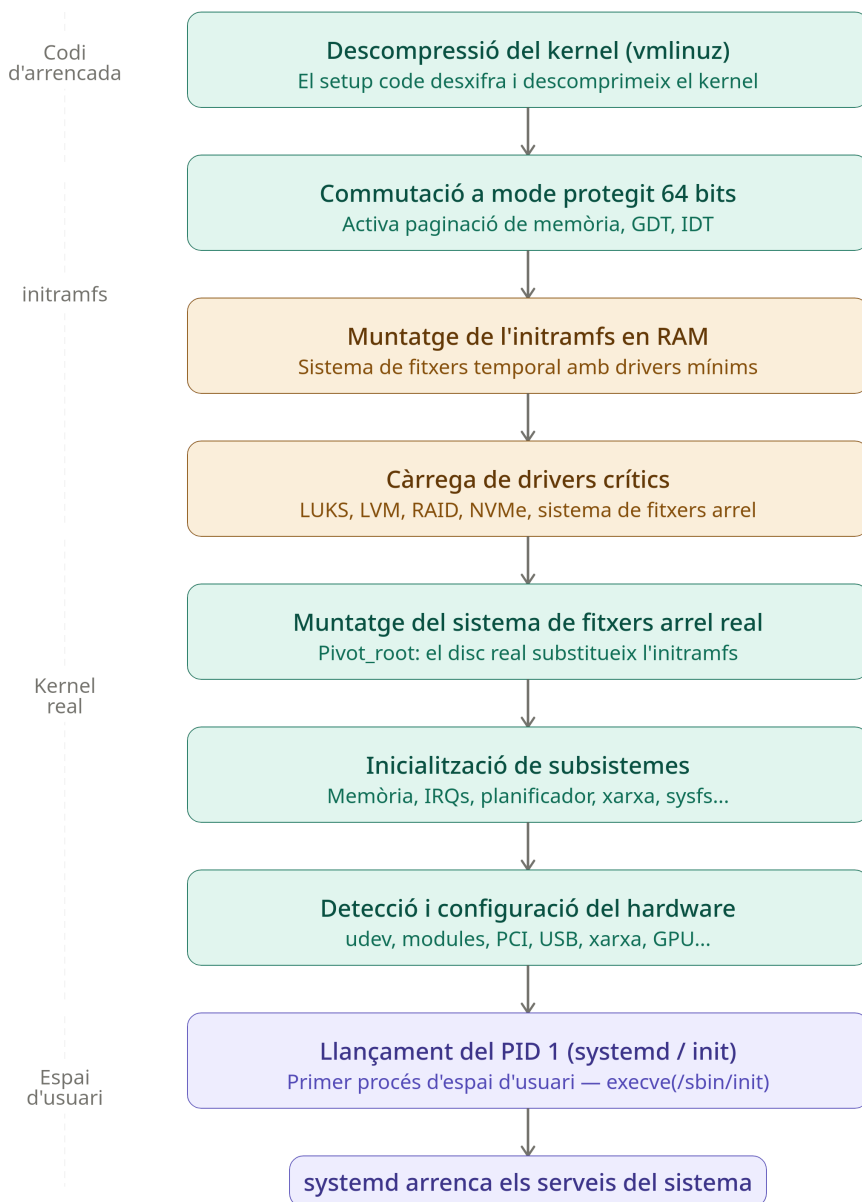 Codi
d'arrencada
Descompressió del kernel (vmlinuz)
El setup code desxifra i descomprimeix el kernel
Commutació a mode protegit 64 bits
Activa paginació de memòria, GDT, IDT
initramfs
Muntatge de l'initramfs en RAM
Sistema de fitxers temporal amb drivers mínims
Càrrega de drivers crítics
LUKS, LVM, RAID, NVMe, sistema de fitxers arrel
Muntatge del sistema de fitxers arrel real
Pivot_root: el disc real substitueix l'initramfs
Kernel
real
Inicialització de subsistemes
Memòria, IRQs, planificador, xarxa, sysfs...
Detecció i configuració del hardware
udev, modules, PCI, USB, xarxa, GPU...
Espai
d'usuari
Llançament del PID 1 (systemd / init)
Primer procés d'espai d'usuari — execve(/sbin/init)
systemd arrenca els serveis del sistema